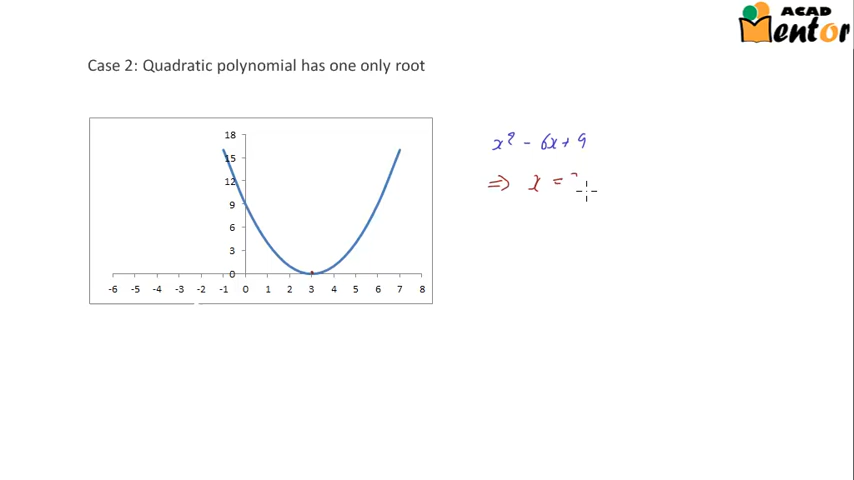 ACAD
mentor
Case 2: Quadratic polynomial has one only root
x² - 6x + 9
⇒ x =
18
15
12
9
6
3
0
-6 -5 -4 -3 -2 -1 0 1 2 3 4 5 6 7 8